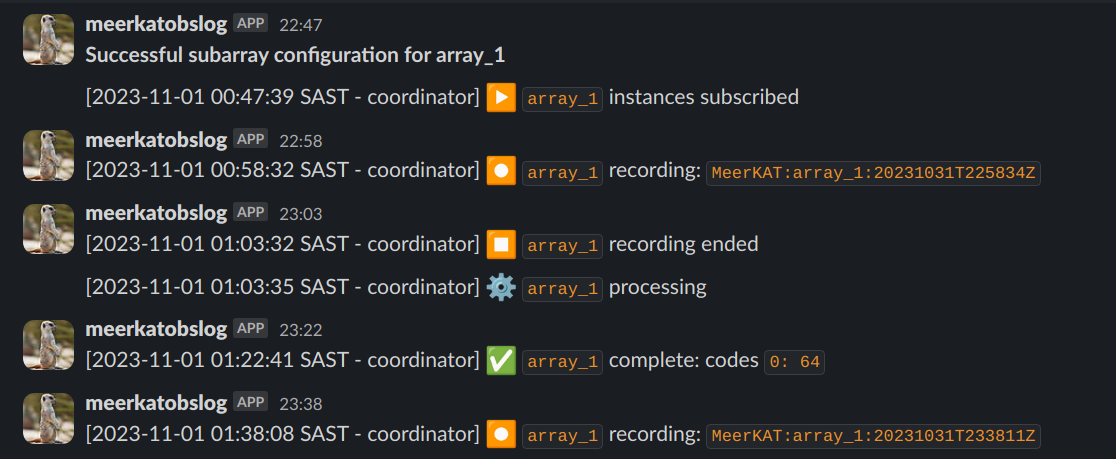 meerkatobslog APP 22:47
Successful subarray configuration for array_1
[2023-11-01 00:47:39 SAST - coordinator] array_1 instances subscribed
meerkatobslog APP 22:58
[2023-11-01 00:58:32 SAST - coordinator] array_1 recording: MeerKAT:array_1:20231031T225834Z
meerkatobslog APP 23:03
[2023-11-01 01:03:32 SAST - coordinator] array_1 recording ended
[2023-11-01 01:03:35 SAST - coordinator] array_1 processing
meerkatobslog APP 23:22
[2023-11-01 01:22:41 SAST - coordinator] array_1 complete: codes 0: 64
meerkatobslog APP 23:38
[2023-11-01 01:38:08 SAST - coordinator] array_1 recording: MeerKAT:array_1:20231031T233811Z